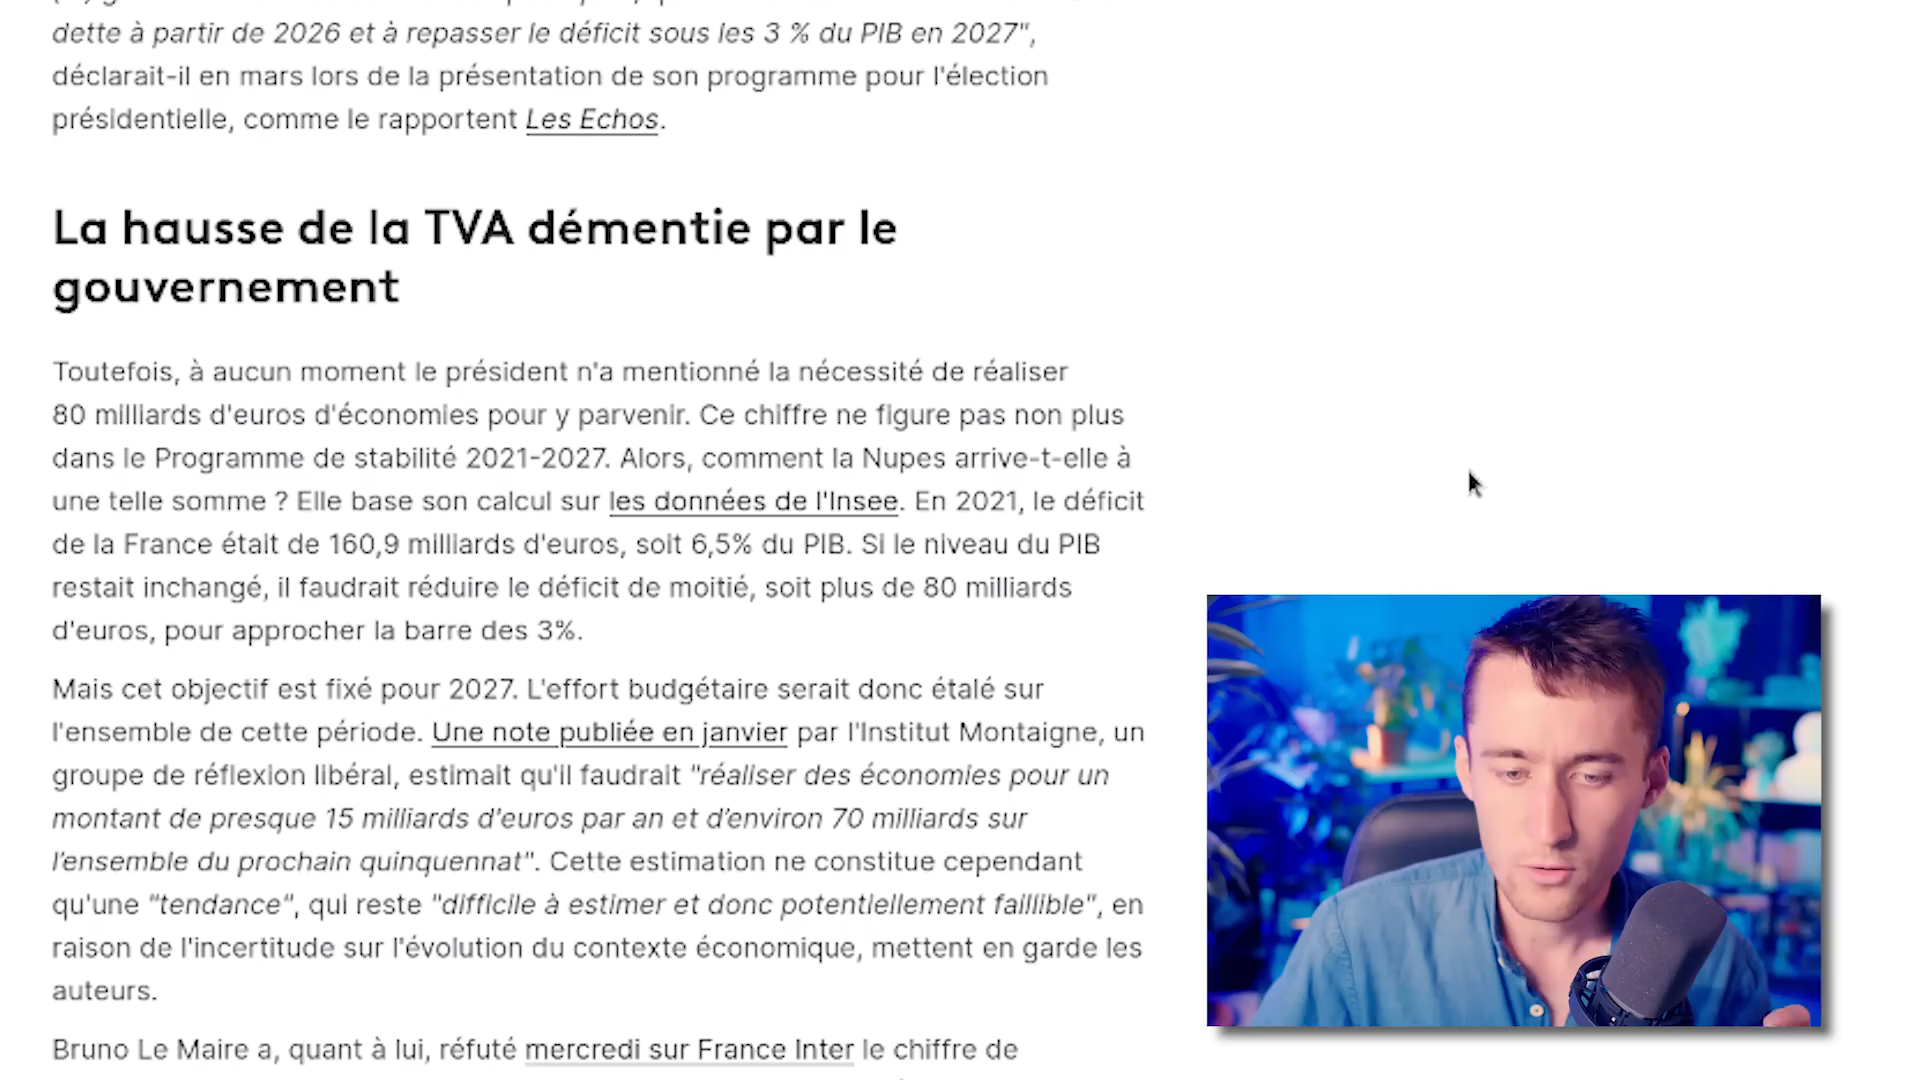 dette à partir de 2026 et à repasser le déficit sous les 3 % du PIB en 2027",
déclarait-il en mars lors de la présentation de son programme pour l'élection
présidentielle, comme le rapportent Les Echos.
La hausse de la TVA démentie par le
gouvernement
Toutefois, à aucun moment le président n'a mentionné la nécessité de réaliser
80 milliards d'euros d'économies pour y parvenir. Ce chiffre ne figure pas non plus
dans le Programme de stabilité 2021-2027. Alors, comment la Nupes arrive-t-elle à
une telle somme ? Elle base son calcul sur les données de l'Insee. En 2021, le déficit
de la France était de 160,9 milliards d'euros, soit 6,5% du PIB. Si le niveau du PIB
restait inchangé, il faudrait réduire le déficit de moitié, soit plus de 80 milliards
d'euros, pour approcher la barre des 3%.
Mais cet objectif est fixé pour 2027. L'effort budgétaire serait donc étalé sur
l'ensemble de cette période. Une note publiée en janvier par l'Institut Montaigne, un
groupe de réflexion libéral, estimait qu'il faudrait "réaliser des économies pour un
montant de presque 15 milliards d'euros par an et d'environ 70 milliards sur
l'ensemble du prochain quinquennat". Cette estimation ne constitue cependant
qu'une "tendance", qui reste "difficile à estimer et donc potentiellement faillible", en
raison de l'incertitude sur l'évolution du contexte économique, mettent en garde les
auteurs.
Bruno Le Maire a, quant à lui, réfuté mercredi sur France Inter le chiffre de